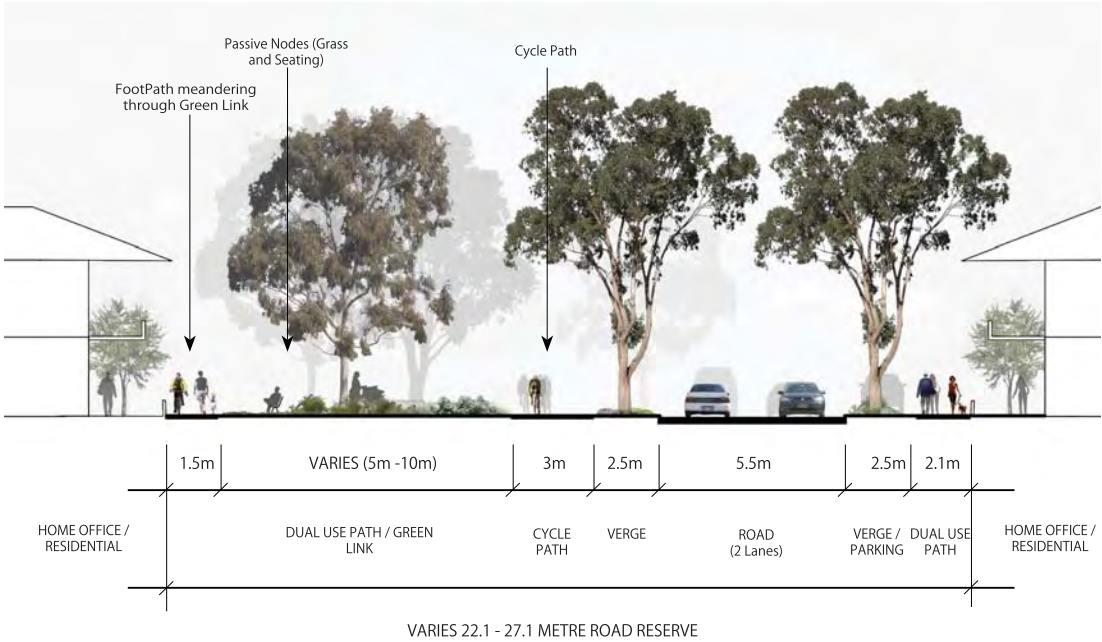 Passive Nodes (Grass
and Seating)
Cycle Path
FootPath meandering
through Green Link
1.5m
VARIES (5m -10m)
3m
2.5m
5.5m
2.5m
2.1m
HOME OFFICE /
RESIDENTIAL
DUAL USE PATH / GREEN
LINK
CYCLE
PATH
VERGE
ROAD
(2 Lanes)
VERGE /
PARKING
DUAL USE
PATH
HOME OFFICE /
RESIDENTIAL
VARIES 22.1 - 27.1 METRE ROAD RESERVE